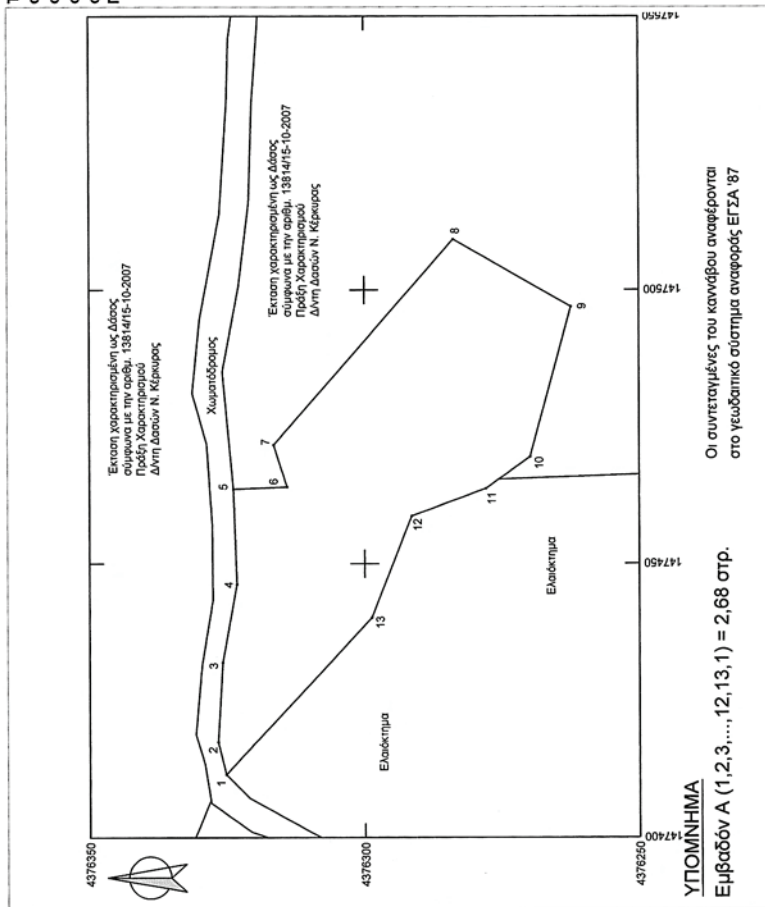 Έκταση χαρακτηρισμένη ως Δάσος
σύμφωνα με την αριθμ. 13814/15-10-2007
Πράξη Χαρακτηρισμού
Δ/ντη Δασών Ν. Κέρκυρας
Έκταση χαρακτηρισμένη ως Δάσος
σύμφωνα με την αριθμ. 13814/15-10-2007
Πράξη Χαρακτηρισμού
Δ/ντη Δασών Ν. Κέρκυρας
Χωματόδρομος
1
2
3
4
5
6
7
8
9
10
11
12
13
Ελαιόκτημα
Ελαιόκτημα
4376350
4376300
4376250
147400
147450
147500
147550
ΥΠΟΜΝΗΜΑ
Εμβαδόν Α (1,2,3,...,12,13,1) = 2,68 στρ.
Οι συντεταγμένες του καννάβου αναφέρονται
στο γεωδαιτικό σύστημα αναφοράς ΕΓΣΑ '87